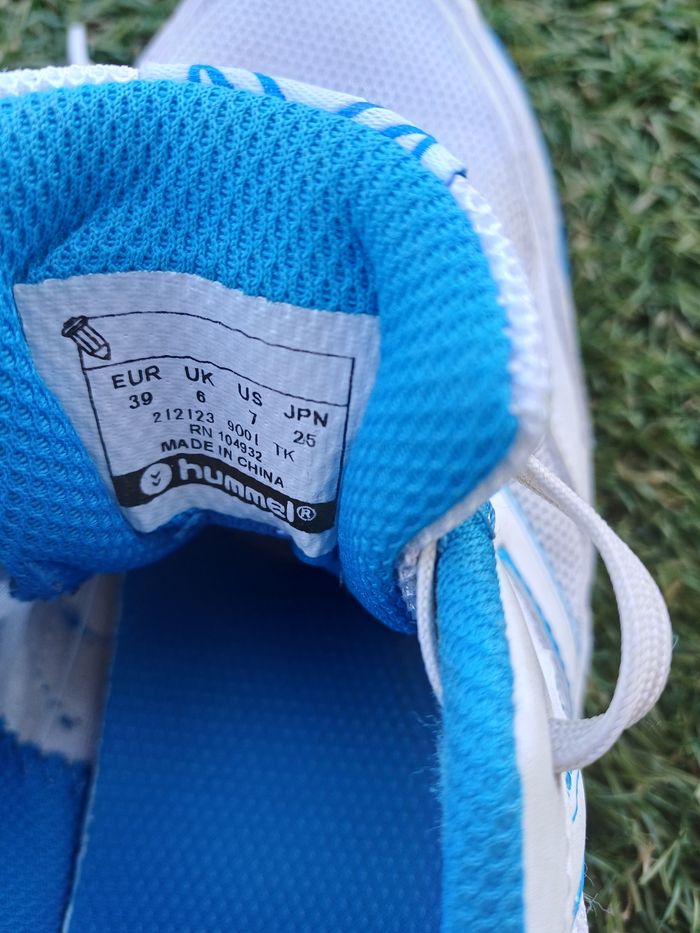 EUR UK US JPN
39 6 7 25
212123 9001 TK
RN 104932
MADE IN CHINA
hummel®